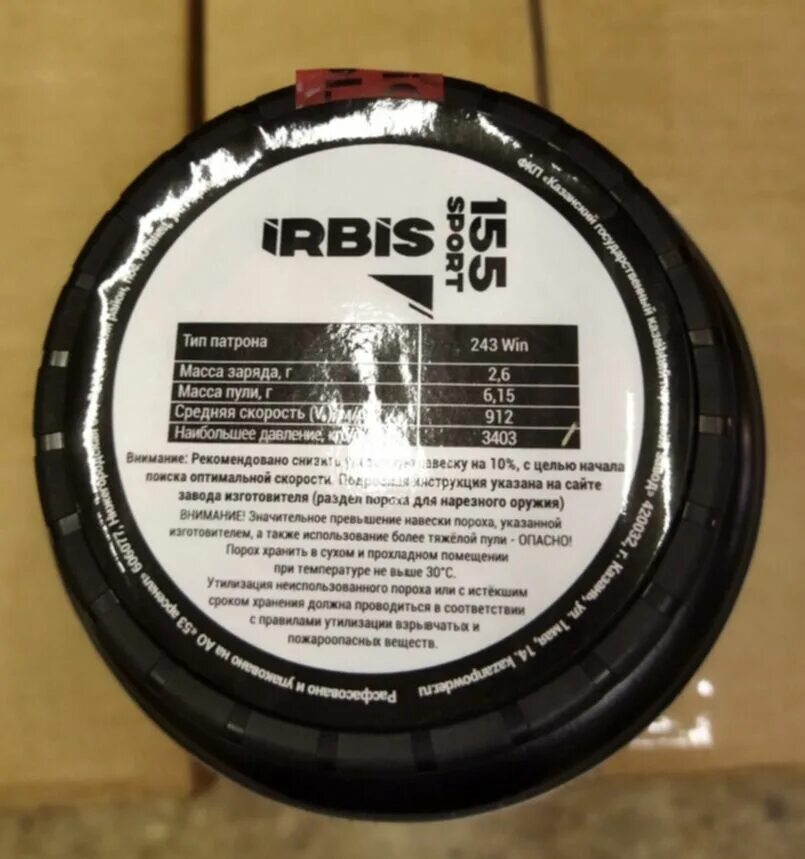 iRBiS
155
SPORT
Тип патрона 243 Win
Масса заряда, г 2,6
Масса пули, г 6,15
Средняя скорость 912
Наибольшее давление, 3403
Внимание: Рекомендовано снизить навеску на 10%, с целью начала
поиска оптимальной скорости. Подробная инструкция указана на сайте
завода изготовителя (раздел пороха для нарезного оружия)
ВНИМАНИЕ! Значительное превышение навески пороха, указанной
изготовителем, а также использование более тяжёлой пули - ОПАСНО!
Порох хранить в сухом и прохладном помещении
при температуре не выше 30°С.
Утилизация неиспользованного пороха или с истёкшим
сроком хранения должна проводиться в соответствии
с правилами утилизации взрывчатых и
пожароопасных веществ.
ФКП «Казанский государственный казённый завод» 420032, г. Казань, ул. 1мая, 14, kazanpowder.ru
Расфасовано и упаковано на АО «53 арсенал» 606077, район,